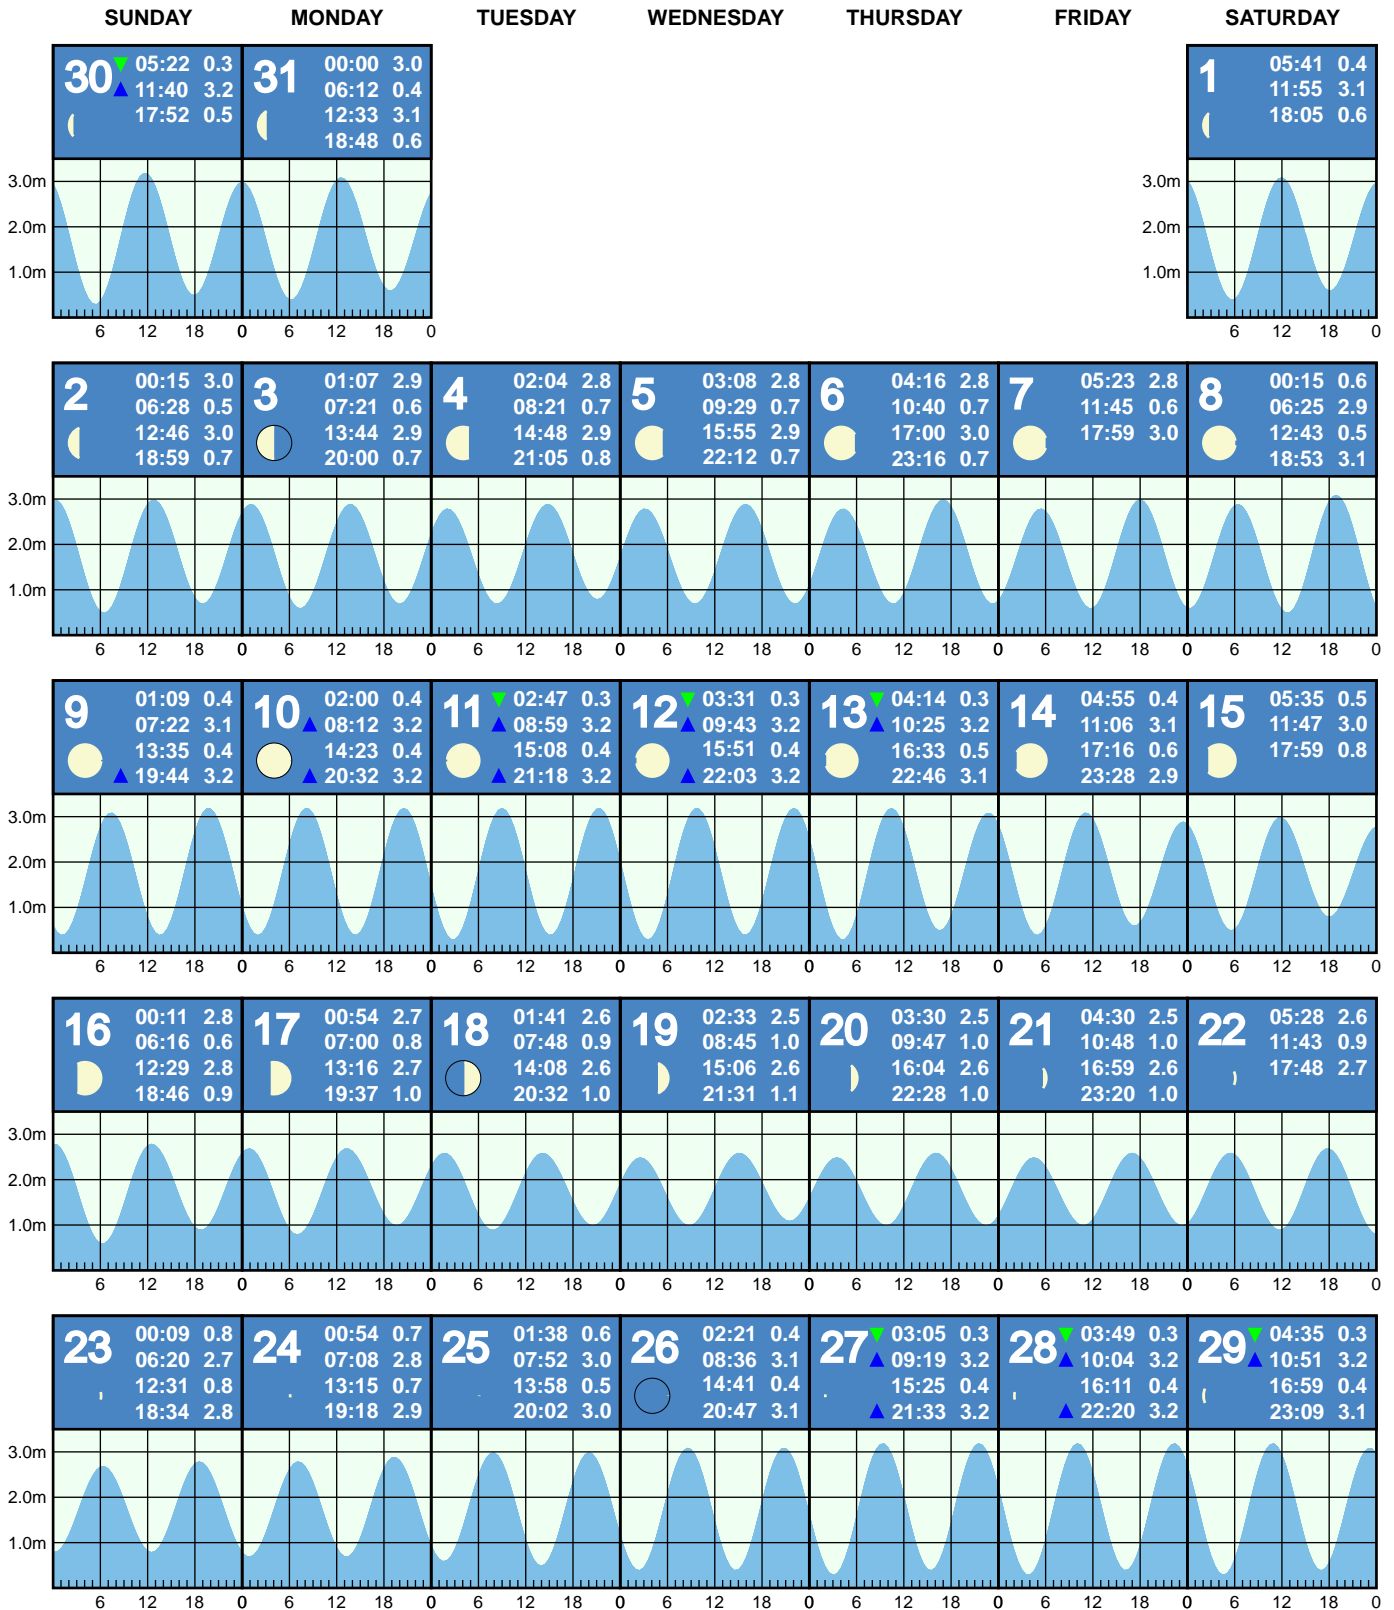 SUNDAY MONDAY TUESDAY WEDNESDAY THURSDAY FRIDAY SATURDAY
30 05:22 0.3
11:40 3.2
17:52 0.5
31 00:00 3.0
06:12 0.4
12:33 3.1
18:48 0.6
1 05:41 0.4
11:55 3.1
18:05 0.6
3.0m 3.0m
2.0m 2.0m
1.0m 1.0m
6 12 18 0 6 12 18 0 6 12 18 0
2 00:15 3.0
06:28 0.5
12:46 3.0
18:59 0.7
3 01:07 2.9
07:21 0.6
13:44 2.9
20:00 0.7
4 02:04 2.8
08:21 0.7
14:48 2.9
21:05 0.8
5 03:08 2.8
09:29 0.7
15:55 2.9
22:12 0.7
6 04:16 2.8
10:40 0.7
17:00 3.0
23:16 0.7
7 05:23 2.8
11:45 0.6
17:59 3.0
8 00:15 0.6
06:25 2.9
12:43 0.5
18:53 3.1
3.0m
2.0m
1.0m
6 12 18 0 6 12 18 0 6 12 18 0 6 12 18 0 6 12 18 0 6 12 18 0 6 12 18 0
9 01:09 0.4
07:22 3.1
13:35 0.4
19:44 3.2
10 02:00 0.4
08:12 3.2
14:23 0.4
20:32 3.2
11 02:47 0.3
08:59 3.2
15:08 0.4
21:18 3.2
12 03:31 0.3
09:43 3.2
15:51 0.4
22:03 3.2
13 04:14 0.3
10:25 3.2
16:33 0.5
22:46 3.1
14 04:55 0.4
11:06 3.1
17:16 0.6
23:28 2.9
15 05:35 0.5
11:47 3.0
17:59 0.8
3.0m
2.0m
1.0m
6 12 18 0 6 12 18 0 6 12 18 0 6 12 18 0 6 12 18 0 6 12 18 0 6 12 18 0
16 00:11 2.8
06:16 0.6
12:29 2.8
18:46 0.9
17 00:54 2.7
07:00 0.8
13:16 2.7
19:37 1.0
18 01:41 2.6
07:48 0.9
14:08 2.6
20:32 1.0
19 02:33 2.5
08:45 1.0
15:06 2.6
21:31 1.1
20 03:30 2.5
09:47 1.0
16:04 2.6
22:28 1.0
21 04:30 2.5
10:48 1.0
16:59 2.6
23:20 1.0
22 05:28 2.6
11:43 0.9
17:48 2.7
3.0m
2.0m
1.0m
6 12 18 0 6 12 18 0 6 12 18 0 6 12 18 0 6 12 18 0 6 12 18 0 6 12 18 0
23 00:09 0.8
06:20 2.7
12:31 0.8
18:34 2.8
24 00:54 0.7
07:08 2.8
13:15 0.7
19:18 2.9
25 01:38 0.6
07:52 3.0
13:58 0.5
20:02 3.0
26 02:21 0.4
08:36 3.1
14:41 0.4
20:47 3.1
27 03:05 0.3
09:19 3.2
15:25 0.4
21:33 3.2
28 03:49 0.3
10:04 3.2
16:11 0.4
22:20 3.2
29 04:35 0.3
10:51 3.2
16:59 0.4
23:09 3.1
3.0m
2.0m
1.0m
6 12 18 0 6 12 18 0 6 12 18 0 6 12 18 0 6 12 18 0 6 12 18 0 6 12 18 0